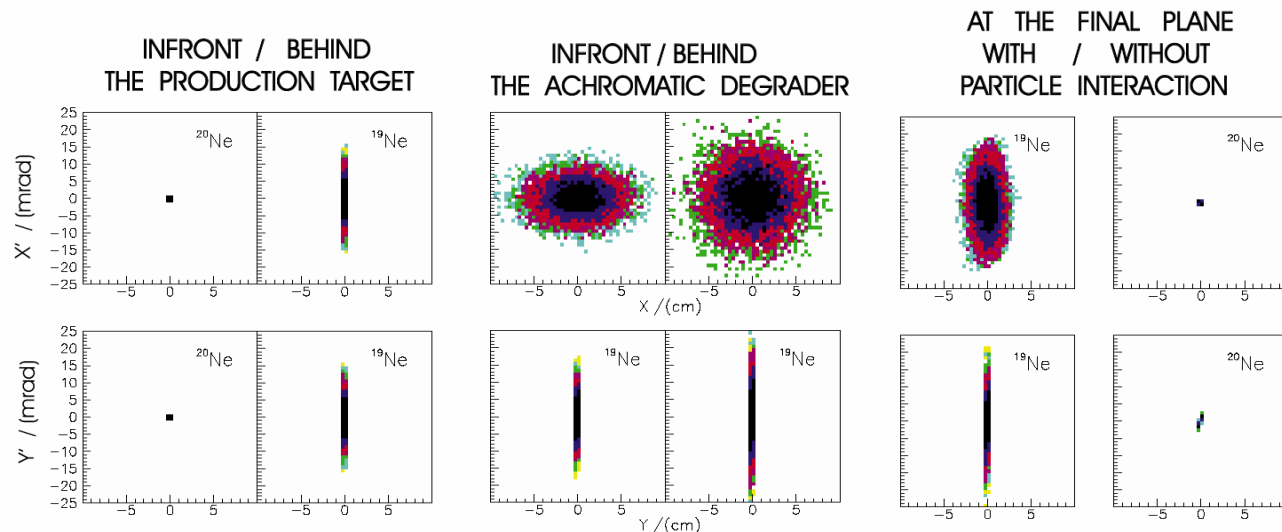 INFRONT / BEHIND
THE PRODUCTION TARGET
INFRONT / BEHIND
THE ACHROMATIC DEGRADER
AT THE FINAL PLANE
WITH / WITHOUT
PARTICLE INTERACTION
X' / (mrad)
25
20
15
10
5
0
−5
−10
−15
−20
−25
²⁰Ne
¹⁹Ne
¹⁹Ne
²⁰Ne
−5 0 5
−5 0 5
−5 0 5
−5 0 5
−5 0 5
−5 0 5
X /(cm)
Y' / (mrad)
25
20
15
10
5
0
−5
−10
−15
−20
−25
²⁰Ne
¹⁹Ne
¹⁹Ne
¹⁹Ne
¹⁹Ne
²⁰Ne
−5 0 5
−5 0 5
−5 0 5
−5 0 5
−5 0 5
−5 0 5
Y /(cm)